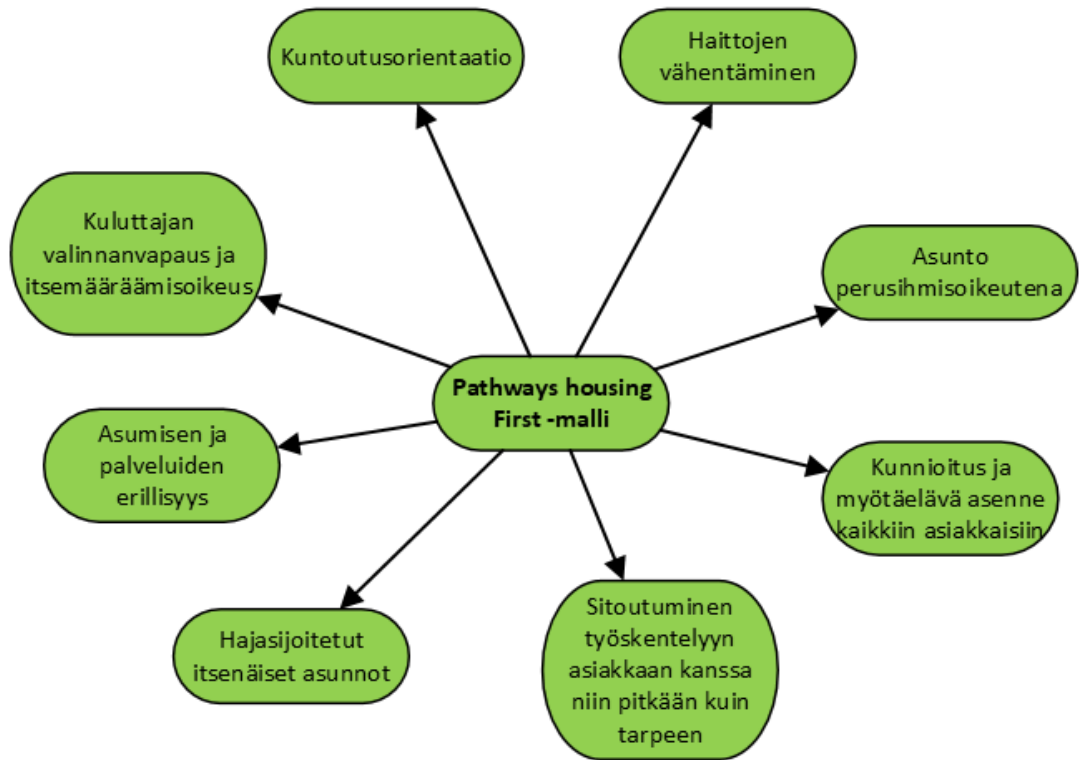 Kuntoutusorientaatio
Haittojen
vähentäminen
Kuluttajan
valinnanvapaus ja
itsemääräämisoikeus
Asunto
perusihmisoikeutena
Pathways housing
First -malli
Asumisen ja
palveluiden
erillisyys
Kunnioitus ja
myötäelävä asenne
kaikkiin asiakkaisiin
Hajasijoitetut
itsenäiset asunnot
Sitoutuminen
työskentelyyn
asiakkaan kanssa
niin pitkään kuin
tarpeen